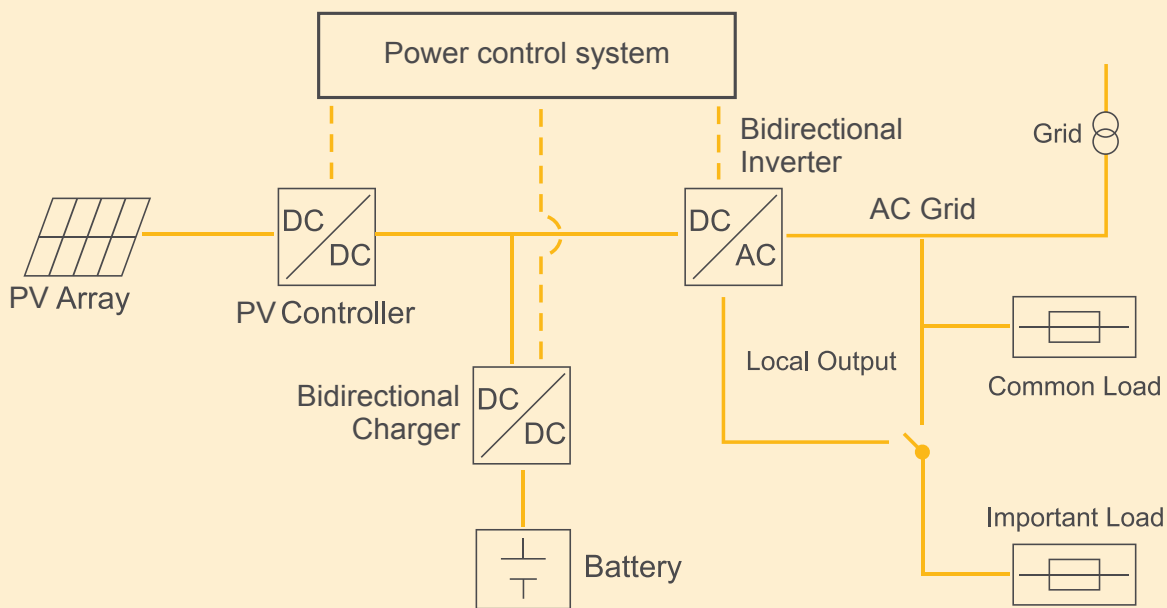 Power control system
Bidirectional
Inverter
Grid
DC
DC
DC
AC
AC Grid
PV Array
PV Controller
Bidirectional
Charger
DC
DC
Local Output
Common Load
Important Load
Battery